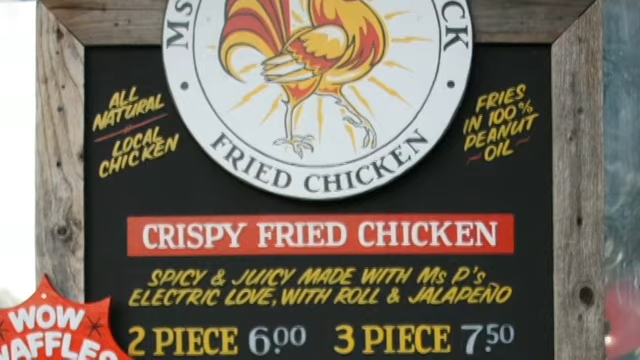 FRIED CHICKEN
ALL
NATURAL
LOCAL
CHICKEN
FRIES
IN 100%
PEANUT
OIL
CRISPY FRIED CHICKEN
SPICY & JUICY MADE WITH Ms P's
ELECTRIC LOVE, WITH ROLL & JALAPEÑO
2 PIECE 6.00 3 PIECE 7.50
WOW
WAFFLES